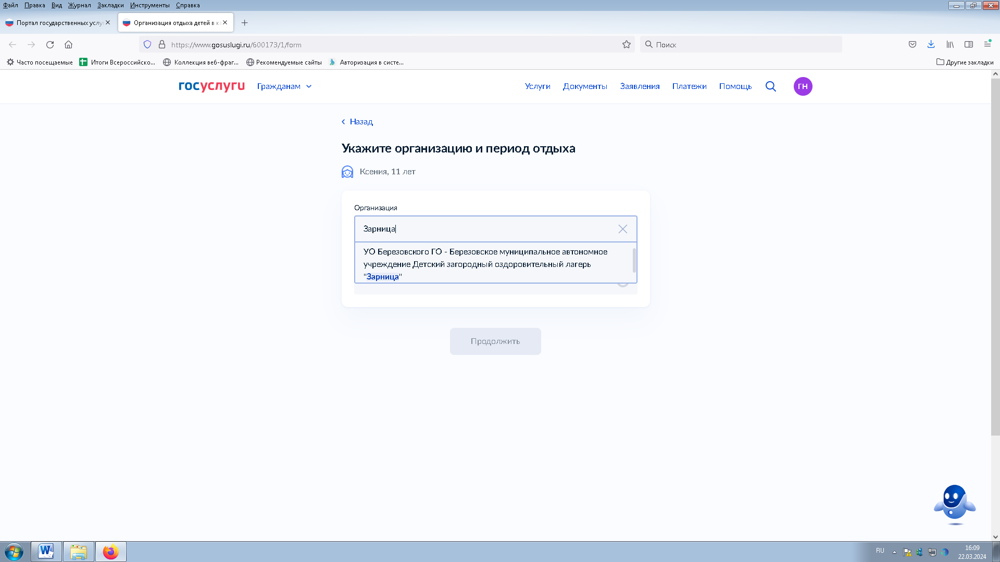 Файл Правка Вид Журнал Закладки Инструменты Справка
Портал государственных услу
Организация отдыха детей в к
https://www.gosuslugi.ru/600173/1/form
Поиск
Часто посещаемые Итоги Всероссийско... Коллекция веб-фраг... Рекомендуемые сайты Авторизация в систе... Другие закладки
госуслуги Гражданам Услуги Документы Заявления Платежи Помощь ГН
Назад
Укажите организацию и период отдыха
Ксения, 11 лет
Организация
Зарница
УО Березовского ГО - Березовское муниципальное автономное
учреждение Детский загородный оздоровительный лагерь
"Зарница"
Продолжить
RU 16:09
22.03.2024